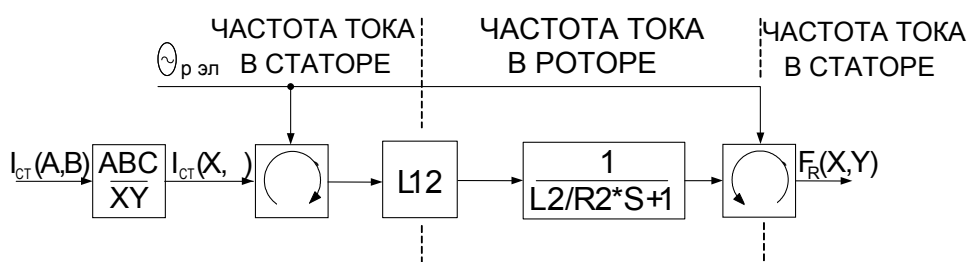 ЧАСТОТА ТОКА
В СТАТОРЕ
ЧАСТОТА ТОКА
В РОТОРЕ
ЧАСТОТА ТОКА
В СТАТОРЕ
р эл
Iст(A,B)
ABC
XY
Iст(X, )
L12
1
L2/R2*S+1
FR(X,Y)